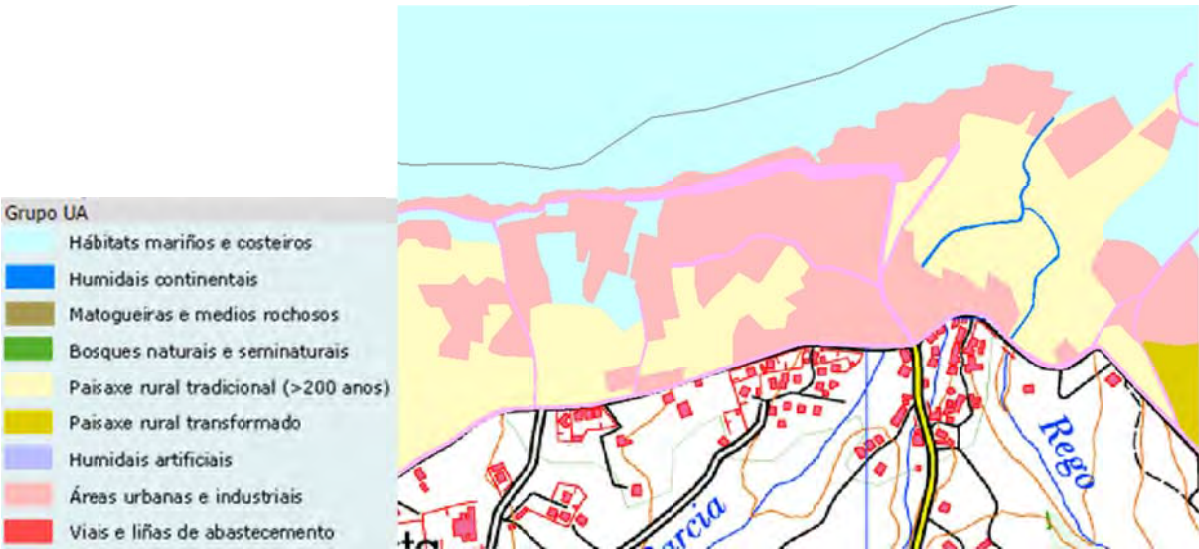 Grupo UA
Hábitats mariños e costeiros
Humidais continentais
Matogueiras e medios rochosos
Bosques naturais e seminaturais
Paisaxe rural tradicional (>200 anos)
Paisaxe rural transformado
Humidais artificiais
Áreas urbanas e industriais
Viais e liñas de abastecemento
Rego